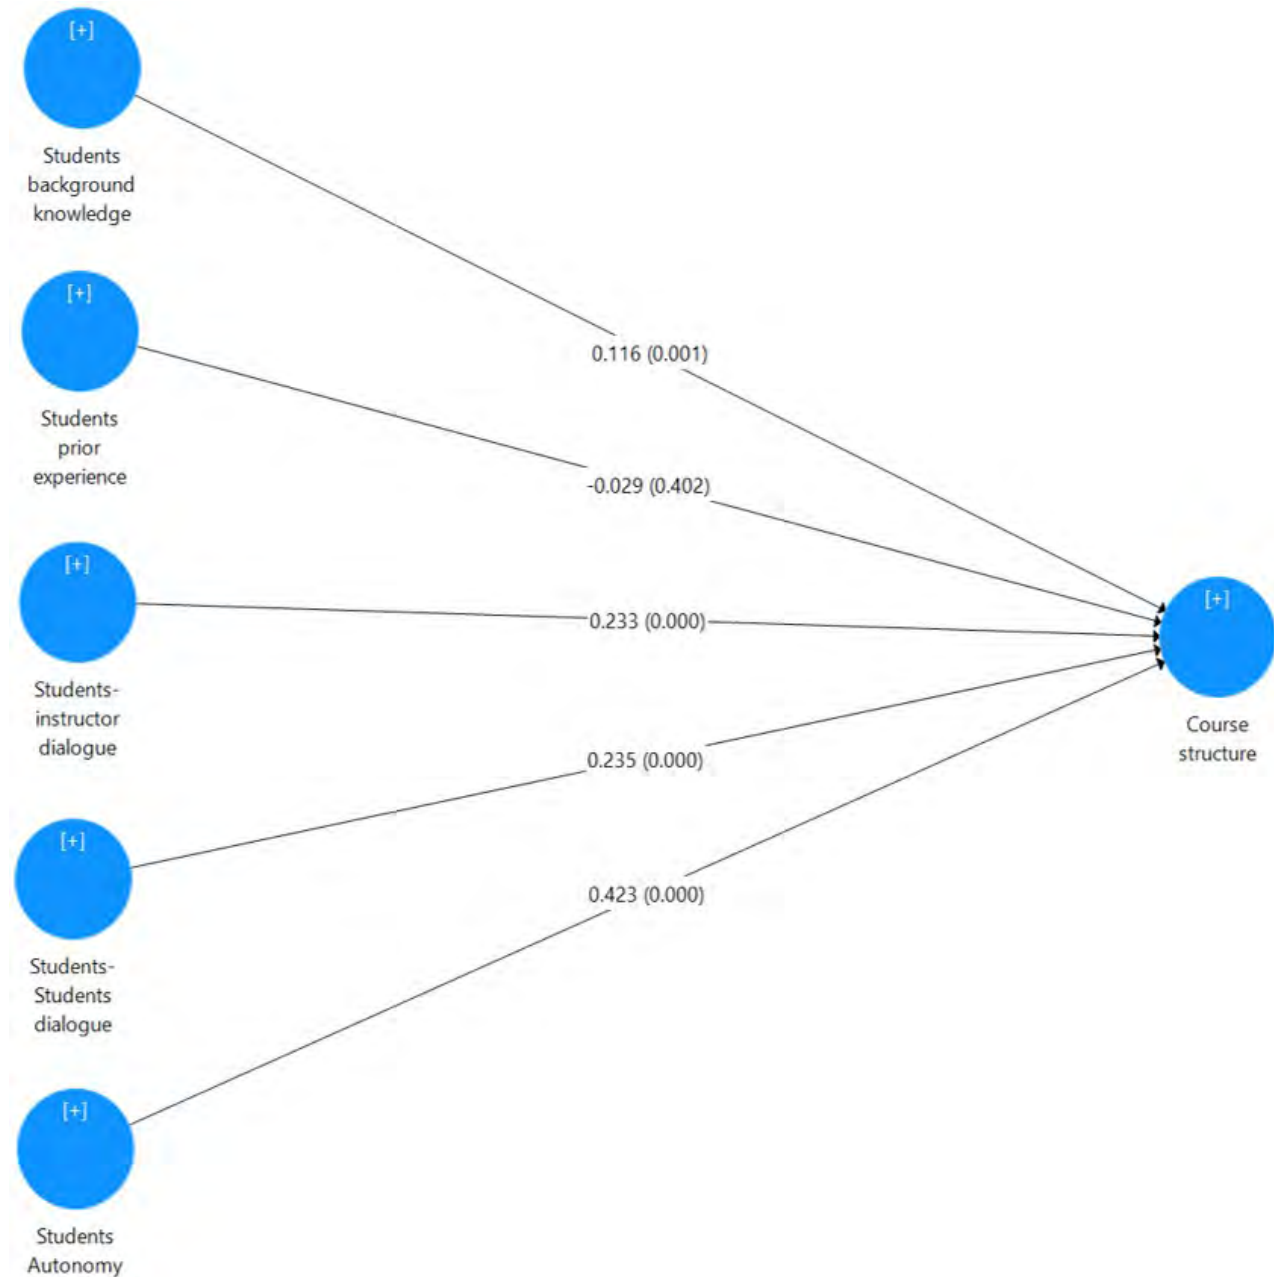 [+]
Students
background
knowledge
[+]
Students
prior
experience
[+]
Students-
instructor
dialogue
[+]
Students-
Students
dialogue
[+]
Students
Autonomy
0.116 (0.001)
-0.029 (0.402)
0.233 (0.000)
0.235 (0.000)
0.423 (0.000)
[+]
Course
structure